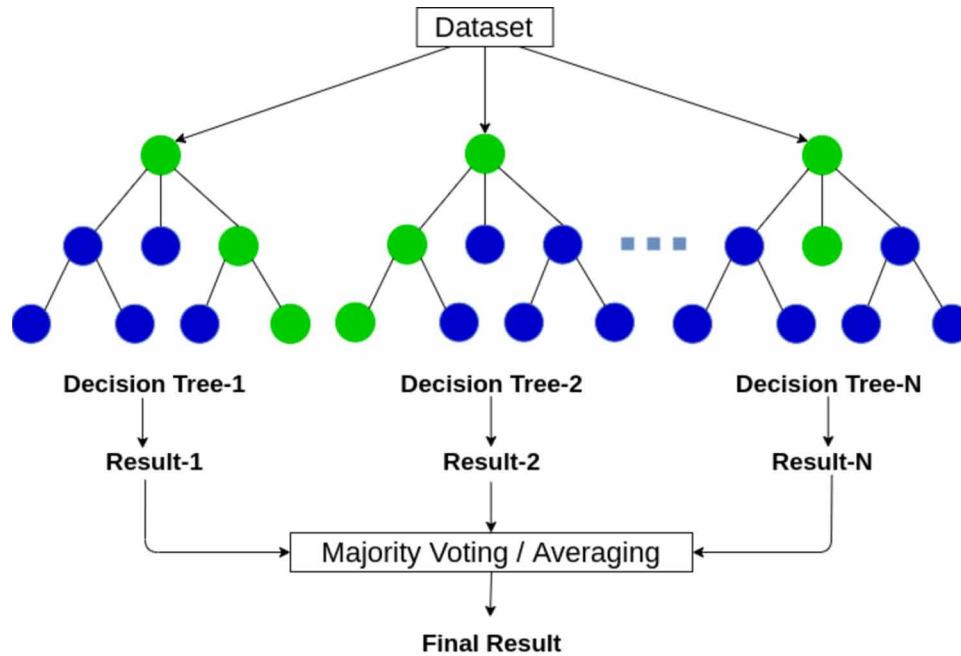 Dataset
Decision Tree-1
Decision Tree-2
Decision Tree-N
Result-1
Result-2
Result-N
Majority Voting / Averaging
Final Result